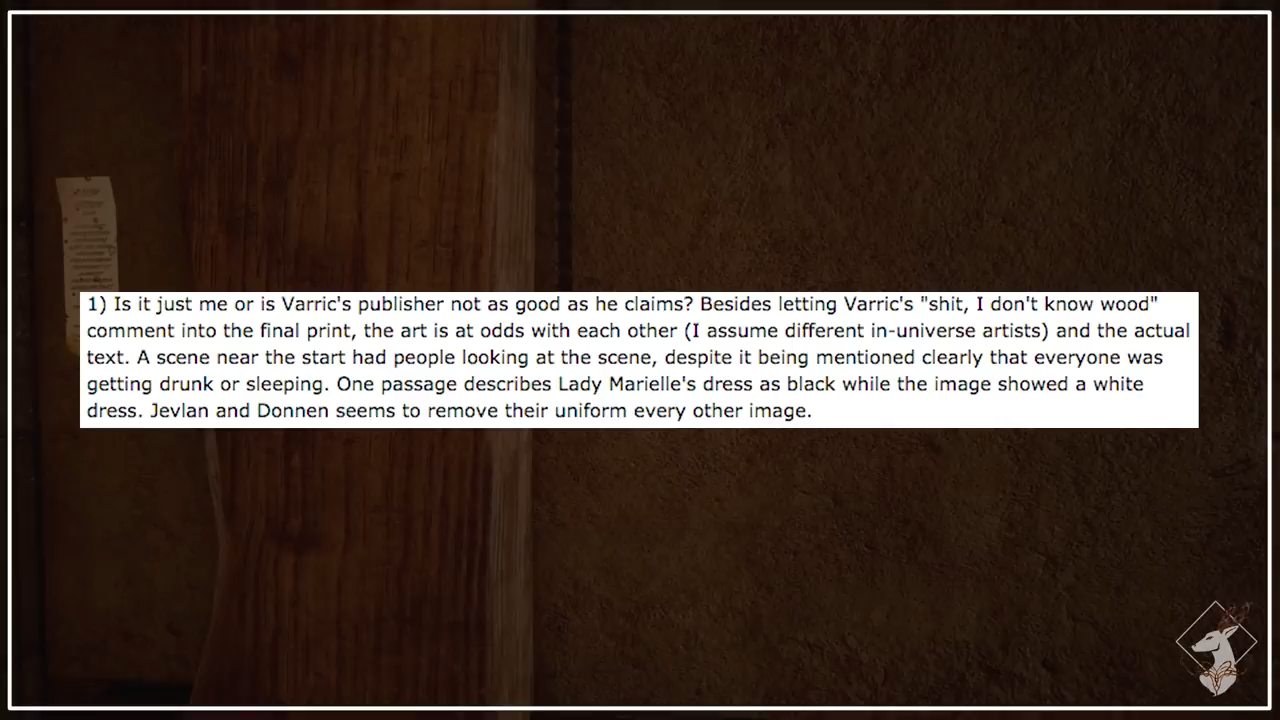 1) Is it just me or is Varric's publisher not as good as he claims? Besides letting Varric's "shit, I don't know wood"
comment into the final print, the art is at odds with each other (I assume different in-universe artists) and the actual
text. A scene near the start had people looking at the scene, despite it being mentioned clearly that everyone was
getting drunk or sleeping. One passage describes Lady Marielle's dress as black while the image showed a white
dress. Jevlan and Donnen seems to remove their uniform every other image.